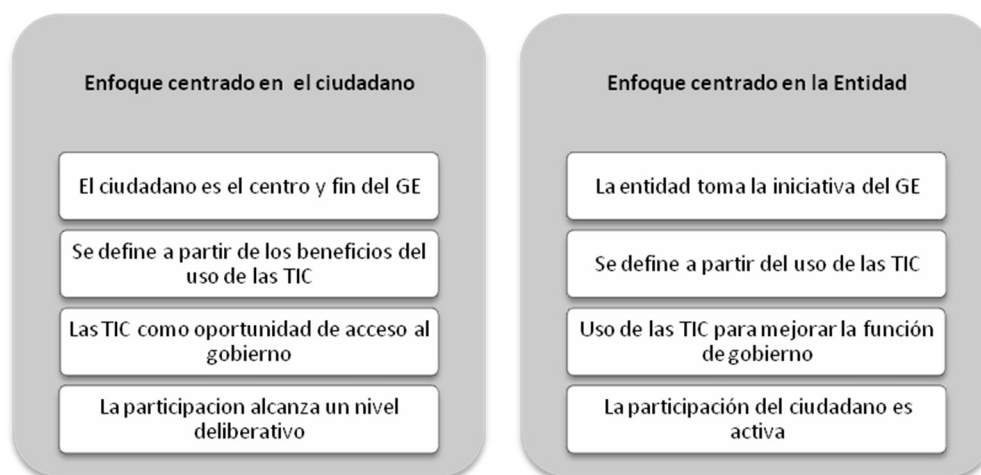 Enfoque centrado en el ciudadano
El ciudadano es el centro y fin del GE
Se define a partir de los beneficios del
uso de las TIC
Las TIC como oportunidad de acceso al
gobierno
La participacion alcanza un nivel
deliberativo
Enfoque centrado en la Entidad
La entidad toma la iniciativa del GE
Se define a partir del uso de las TIC
Uso de las TIC para mejorar la función
de gobierno
La participación del ciudadano es
activa